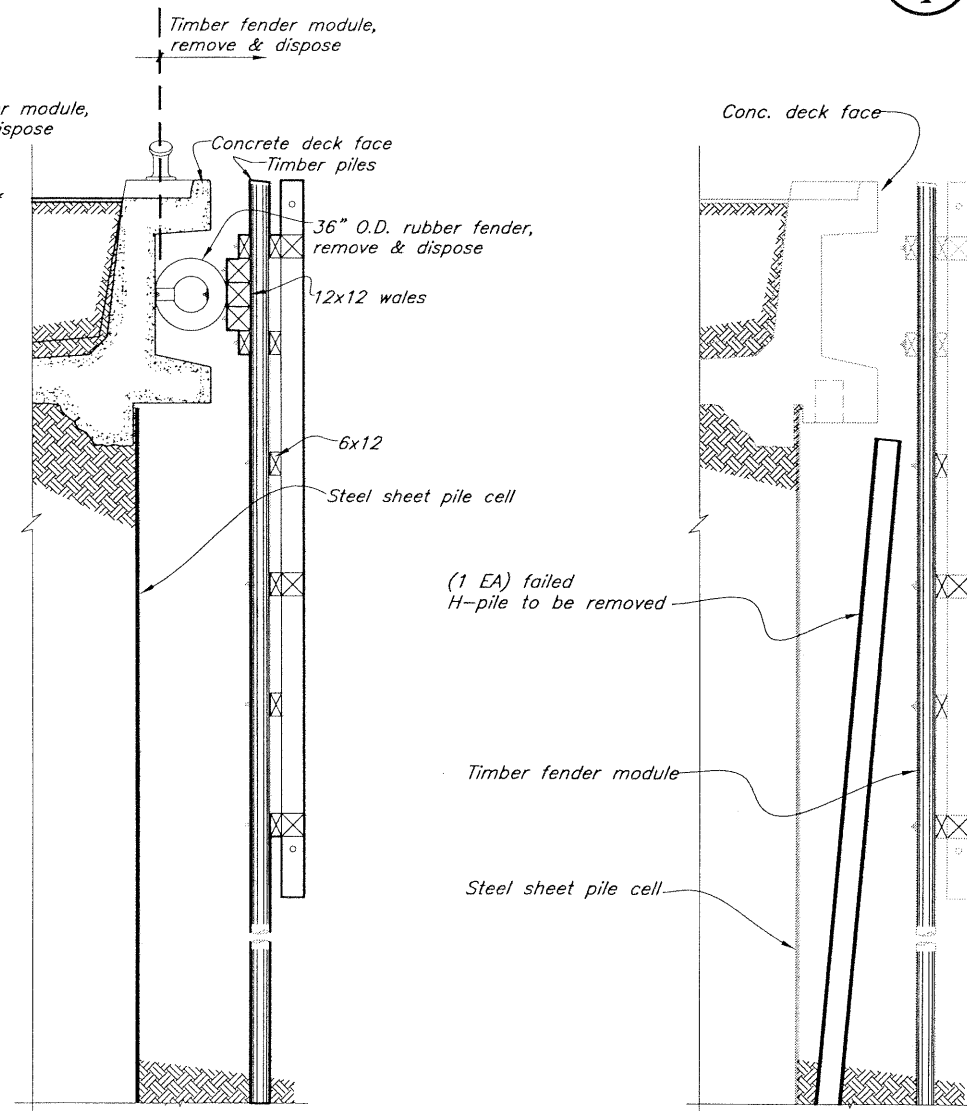 Timber fender module,
remove & dispose
module,
Concrete deck face
Timber piles
36" O.D. rubber fender,
remove & dispose
12x12 wales
6x12
Steel sheet pile cell
Conc. deck face
(1 EA) failed
H-pile to be removed
Timber fender module
Steel sheet pile cell